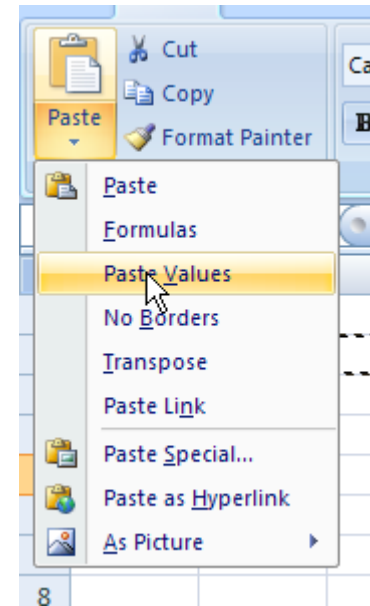 Cut
Copy
Paste
Format Painter
B
Paste
Formulas
Paste Values
No Borders
Transpose
Paste Link
Paste Special...
Paste as Hyperlink
As Picture
8